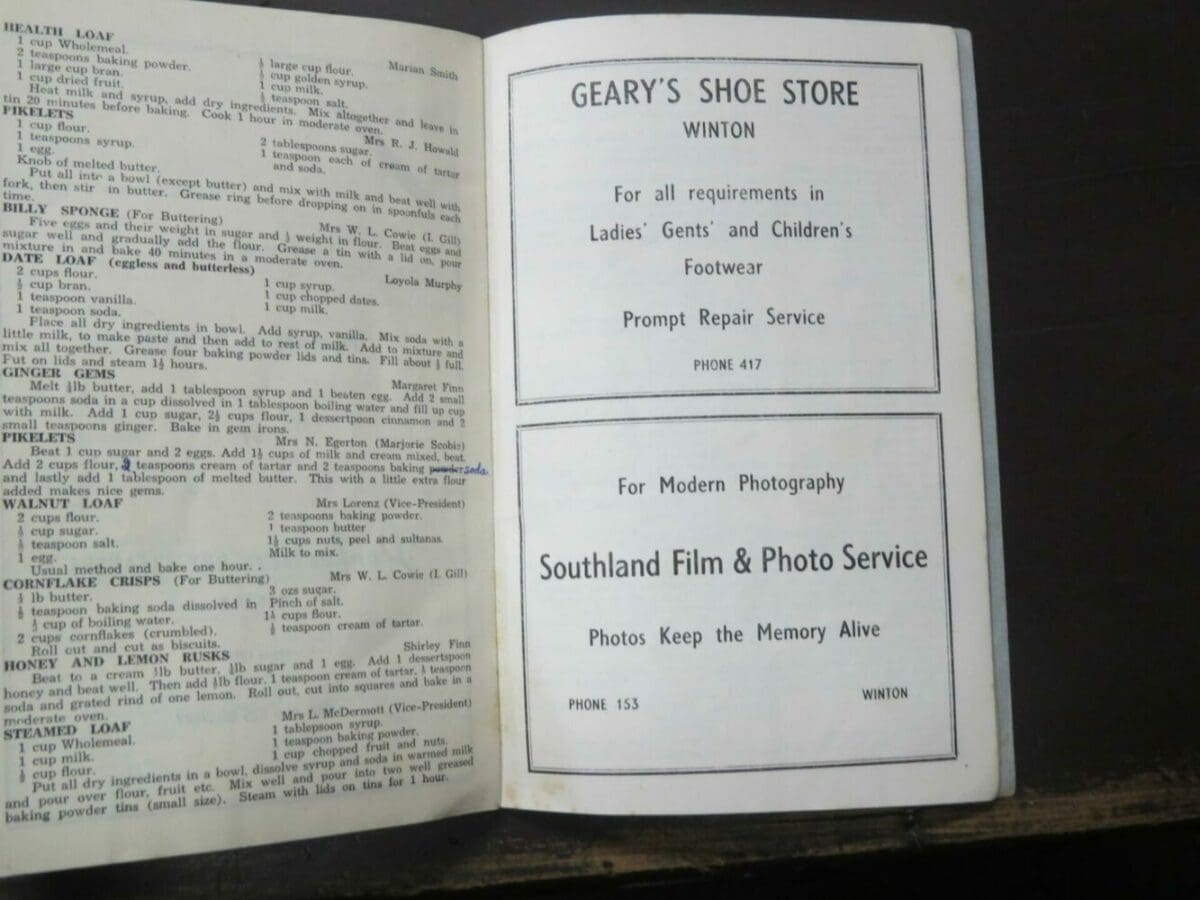 HEALTH LOAF
Marian Smith
1 cup Wholemeal.
2 teaspoons baking powder.
1 large cup bran.
1 cup dried fruit.
½ large cup flour.
½ cup golden syrup.
1 cup milk.
½ teaspoon salt.
Heat milk and syrup, add dry ingredients. Mix altogether and leave in
tin 20 minutes before baking. Cook 1 hour in moderate oven.
PIKELETS
Mrs R. J. Howald
1 cup flour.
1 teaspoons syrup.
1 egg.
Knob of melted butter.
2 tablespoons sugar.
1 teaspoon each of cream of tartar
and soda.
Put all into a bowl (except butter) and mix with milk and beat well with
fork, then stir in butter. Grease ring before dropping on in spoonfuls each
time.
BILLY SPONGE (For Buttering)
Mrs W. L. Cowie (I. Gill)
Five eggs and their weight in sugar and ½ weight in flour. Beat eggs and
sugar well and gradually add the flour. Grease a tin with a lid on, pour
mixture in and bake 40 minutes in a moderate oven.
DATE LOAF (eggless and butterless)
Loyola Murphy
2 cups flour.
½ cup bran.
1 teaspoon vanilla.
1 teaspoon soda.
1 cup syrup.
1 cup chopped dates.
1 cup milk.
Place all dry ingredients in bowl. Add syrup, vanilla. Mix soda with a
little milk, to make paste and then add to rest of milk. Add to mixture and
mix all together. Grease four baking powder lids and tins. Fill about full.
Put on lids and steam 1½ hours.
GINGER GEMS
Margaret Finn
Melt lb butter, add 1 tablespoon syrup and 1 beaten egg. Add 2 small
teaspoons soda in a cup dissolved in 1 tablespoon boiling water and fill up cup
with milk. Add 1 cup sugar, 2½ cups flour, 1 dessertpoon cinnamon and 2
small teaspoons ginger. Bake in gem irons.
PIKELETS
Mrs N. Egerton (Marjorie Scobie)
Beat 1 cup sugar and 2 eggs. Add 1½ cups of milk and cream mixed, beat.
Add 2 cups flour, teaspoons cream of tartar and 2 teaspoons baking powder soda
and lastly add 1 tablespoon of melted butter. This with a little extra flour
added makes nice gems.
WALNUT LOAF
Mrs Lorenz (Vice-President)
2 cups flour.
½ cup sugar.
½ teaspoon salt.
1 egg.
2 teaspoons baking powder.
1 teaspoon butter
1½ cups nuts, peel and sultanas.
Milk to mix.
Usual method and bake one hour. .
CORNFLAKE CRISPS (For Buttering)
Mrs W. L. Cowie (I. Gill)
lb butter.
½ teaspoon baking soda dissolved in
cup of boiling water.
2 cups cornflakes (crumbled).
3 ozs sugar.
Pinch of salt.
cups flour.
½ teaspoon cream of tartar.
Roll out and cut as biscuits.
HONEY AND LEMON RUSKS
Shirley Finn
Beat to a cream lb butter, lb sugar and 1 egg. Add 1 dessertspoon
honey and beat well. Then add lb flour, 1 teaspoon cream of tartar, ½ teaspoon
soda and grated rind of one lemon. Roll out, cut into squares and bake in a
moderate oven.
STEAMED LOAF
Mrs L. McDermott (Vice-President)
1 cup Wholemeal.
1 cup milk.
½ cup flour.
1 tablepsoon syrup.
1 teaspoon baking powder.
1 cup chopped fruit and nuts.
Put all dry ingredients in a bowl, dissolve syrup and soda in warmed milk
and pour over flour, fruit etc. Mix well and pour into two well greased
baking powder tins (small size). Steam with lids on tins for 1 hour.
GEARY'S SHOE STORE
WINTON
For all requirements in
Ladies' Gents' and Children's
Footwear
Prompt Repair Service
PHONE 417
For Modern Photography
Southland Film & Photo Service
Photos Keep the Memory Alive
PHONE 153
WINTON